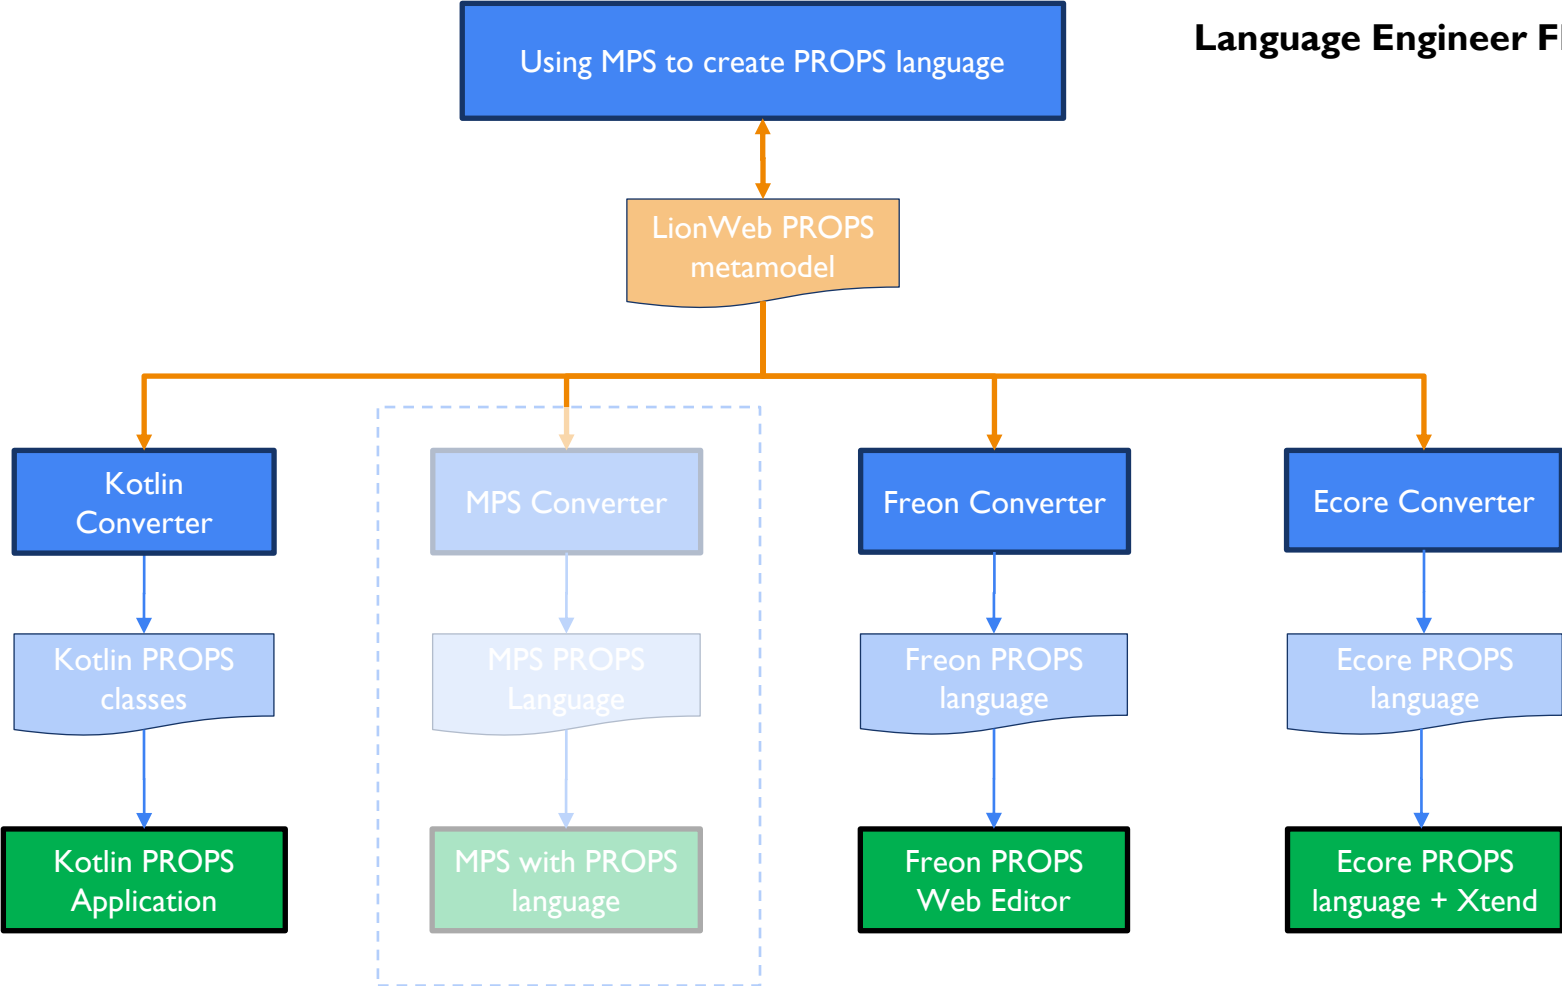 Using MPS to create PROPS language
Language Engineer
LionWeb PROPS
metamodel
Kotlin
Converter
MPS Converter
Freon Converter
Ecore Converter
Kotlin PROPS
classes
MPS PROPS
Language
Freon PROPS
language
Ecore PROPS
language
Kotlin PROPS
Application
MPS with PROPS
language
Freon PROPS
Web Editor
Ecore PROPS
language + Xtend